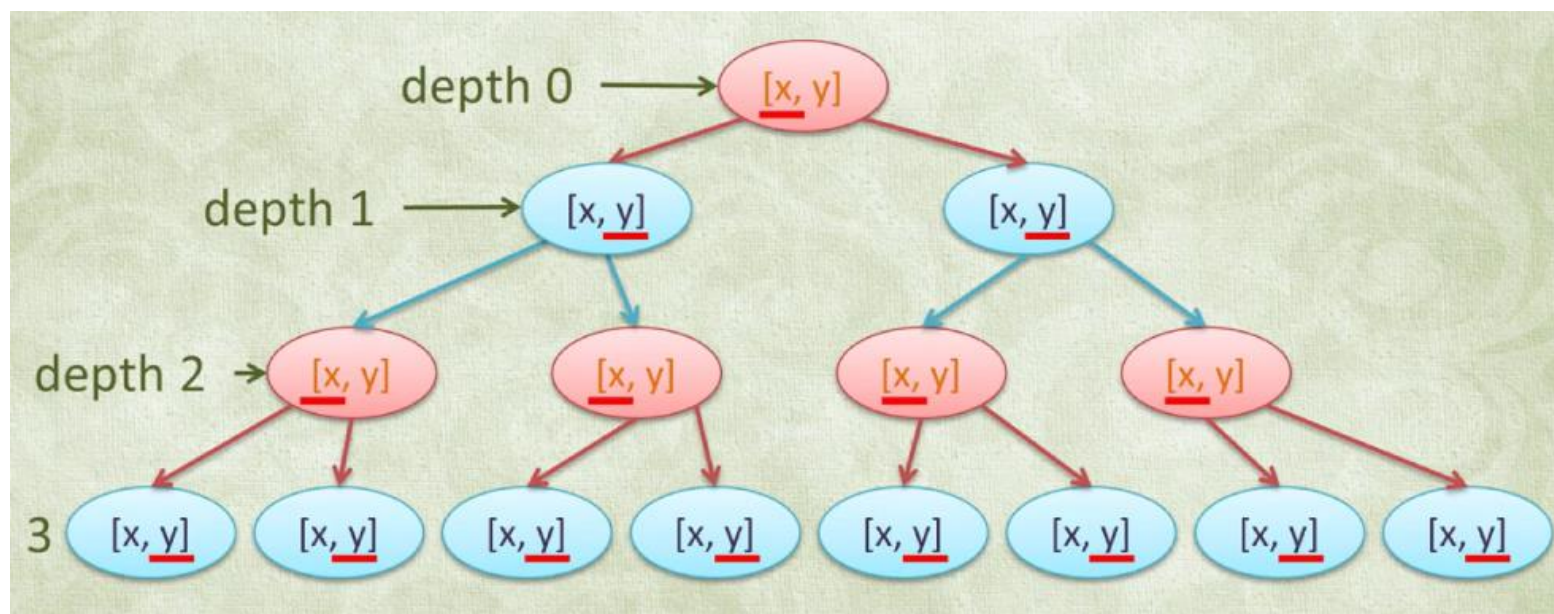 depth 0 [x, y]
depth 1 [x, y] [x, y]
depth 2 [x, y] [x, y] [x, y] [x, y]
3 [x, y] [x, y] [x, y] [x, y] [x, y] [x, y] [x, y] [x, y]